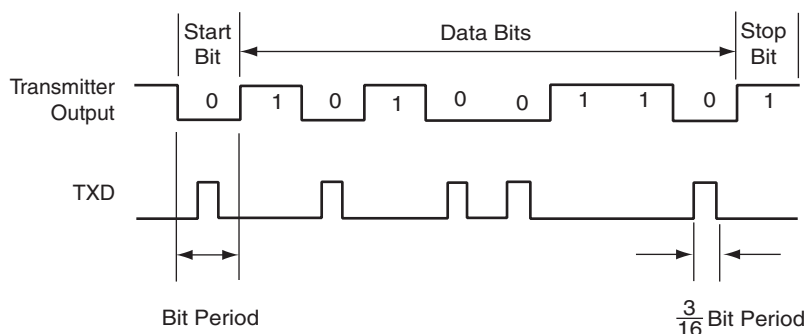 Start
Bit
Data Bits
Stop
Bit
Transmitter
Output
0 1 0 1 0 0 1 1 0 1
TXD
Bit Period
3/16 Bit Period